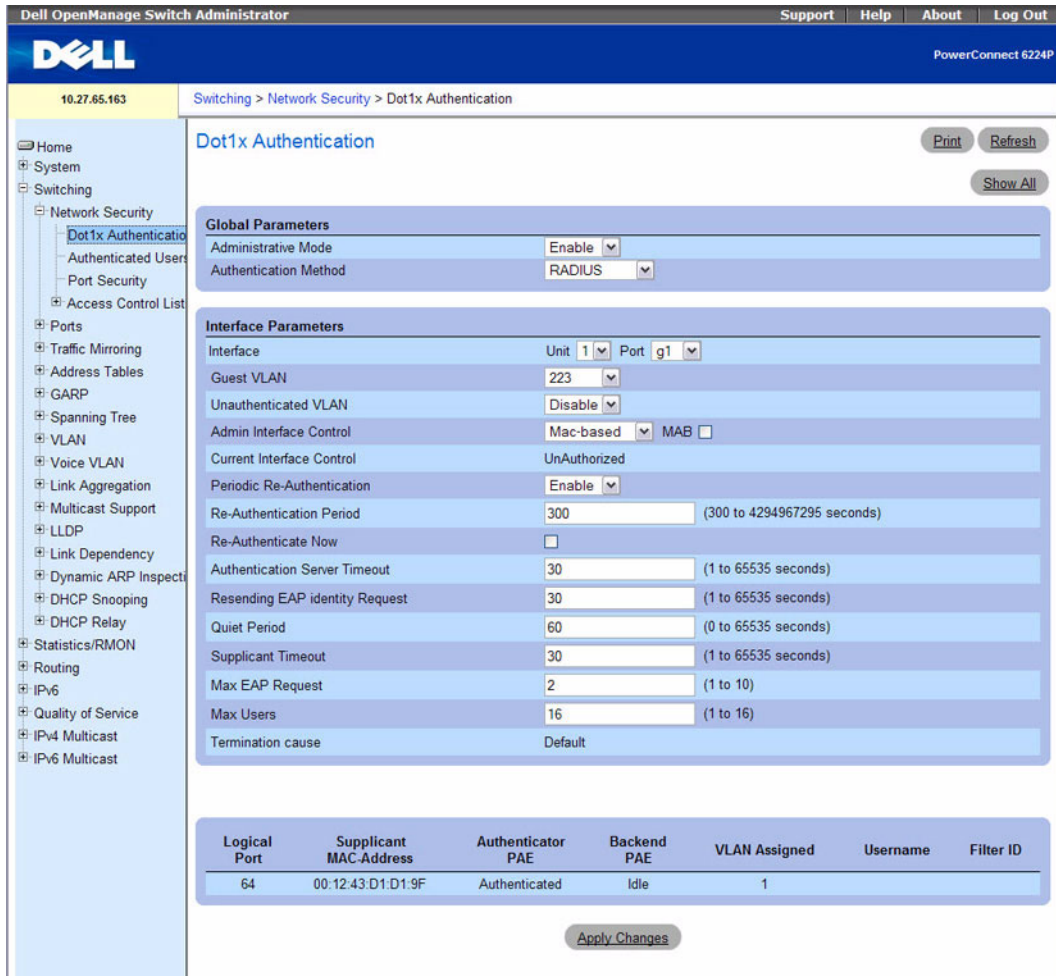 Dell OpenManage Switch Administrator Support Help About Log Out
DELL
PowerConnect 6224P
10.27.65.163
Switching > Network Security > Dot1x Authentication
Home
System
Switching
Network Security
Dot1x Authenticatio
Authenticated Users
Port Security
Access Control List
Ports
Traffic Mirroring
Address Tables
GARP
Spanning Tree
VLAN
Voice VLAN
Link Aggregation
Multicast Support
LLDP
Link Dependency
Dynamic ARP Inspecti
DHCP Snooping
DHCP Relay
Statistics/RMON
Routing
IPv6
Quality of Service
IPv4 Multicast
IPv6 Multicast
Dot1x Authentication
Print Refresh
Show All
Global Parameters
Administrative Mode Enable
Authentication Method RADIUS
Interface Parameters
Interface Unit 1 Port g1
Guest VLAN 223
Unauthenticated VLAN Disable
Admin Interface Control Mac-based MAB
Current Interface Control UnAuthorized
Periodic Re-Authentication Enable
Re-Authentication Period 300 (300 to 4294967295 seconds)
Re-Authenticate Now
Authentication Server Timeout 30 (1 to 65535 seconds)
Resending EAP identity Request 30 (1 to 65535 seconds)
Quiet Period 60 (0 to 65535 seconds)
Supplicant Timeout 30 (1 to 65535 seconds)
Max EAP Request 2 (1 to 10)
Max Users 16 (1 to 16)
Termination cause Default
Logical Port Supplicant MAC-Address Authenticator PAE Backend PAE VLAN Assigned Username Filter ID
64 00:12:43:D1:D1:9F Authenticated Idle 1
Apply Changes